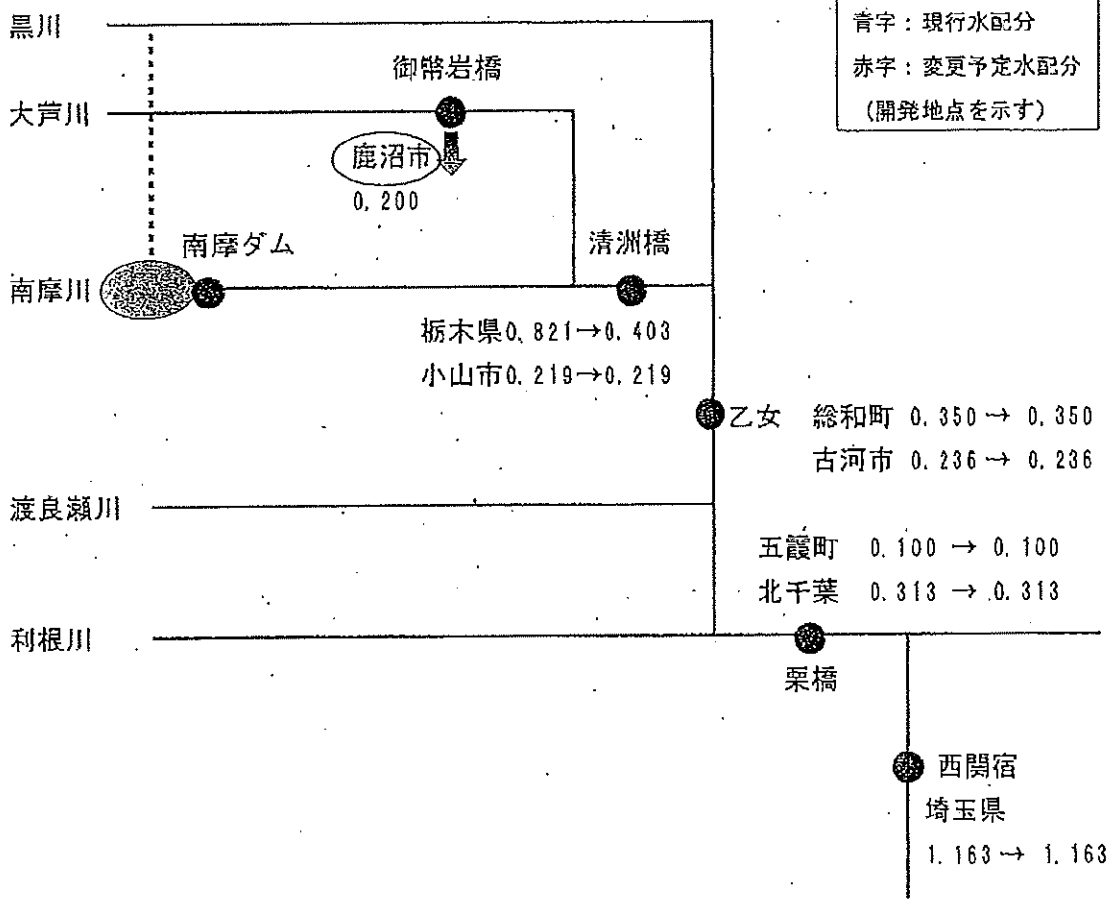 黒川
青字：現行水配分
赤字：変更予定水配分
（開発地点を示す）
御幣岩橋
大芦川
鹿沼市
0.200
南摩ダム
清洲橋
南摩川
栃木県0.821→0.403
小山市0.219→0.219
乙女 総和町 0.350 → 0.350
古河市 0.236 → 0.236
渡良瀬川
五霞町 0.100 → 0.100
北千葉 0.313 → 0.313
利根川
栗橋
西関宿
埼玉県
1.163 → 1.163